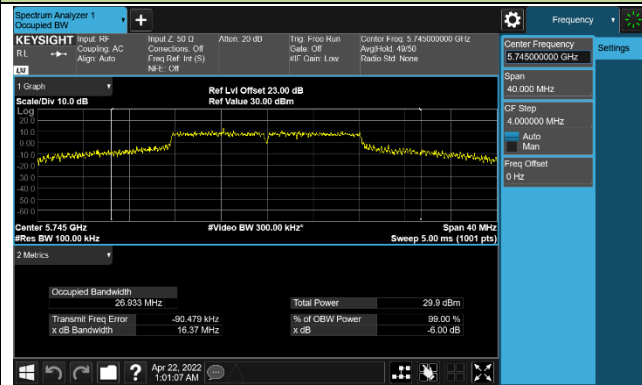 Spectrum Analyzer 1
Occupied BW
Frequency
KEYSIGHT
RL
LXI
Input: RF
Coupling: AC
Align: Auto
Input Z: 50 Ω
Corrections: Off
Freq Ref: Int (S)
NFE: Off
Atten: 20 dB
Trig: Free Run
Gate: Off
#IF Gain: Low
Center Freq: 5.745000000 GHz
Avg|Hold: 49/50
Radio Std: None
Center Frequency
5.745000000 GHz
Settings
Span
40.000 MHz
CF Step
4.000000 MHz
Auto
Man
Freq Offset
0 Hz
1 Graph
Scale/Div 10.0 dB
Ref Lvl Offset 23.00 dB
Ref Value 30.00 dBm
Log
20.0
10.0
0.00
-10.0
-20.0
-30.0
-40.0
-50.0
-60.0
Center 5.745 GHz
#Res BW 100.00 kHz
#Video BW 300.00 kHz*
Span 40 MHz
Sweep 5.00 ms (1001 pts)
2 Metrics
Occupied Bandwidth
26.933 MHz
Total Power
29.9 dBm
Transmit Freq Error
-90.479 kHz
% of OBW Power
99.00 %
x dB Bandwidth
16.37 MHz
x dB
-6.00 dB
Apr 22, 2022
1:01:07 AM